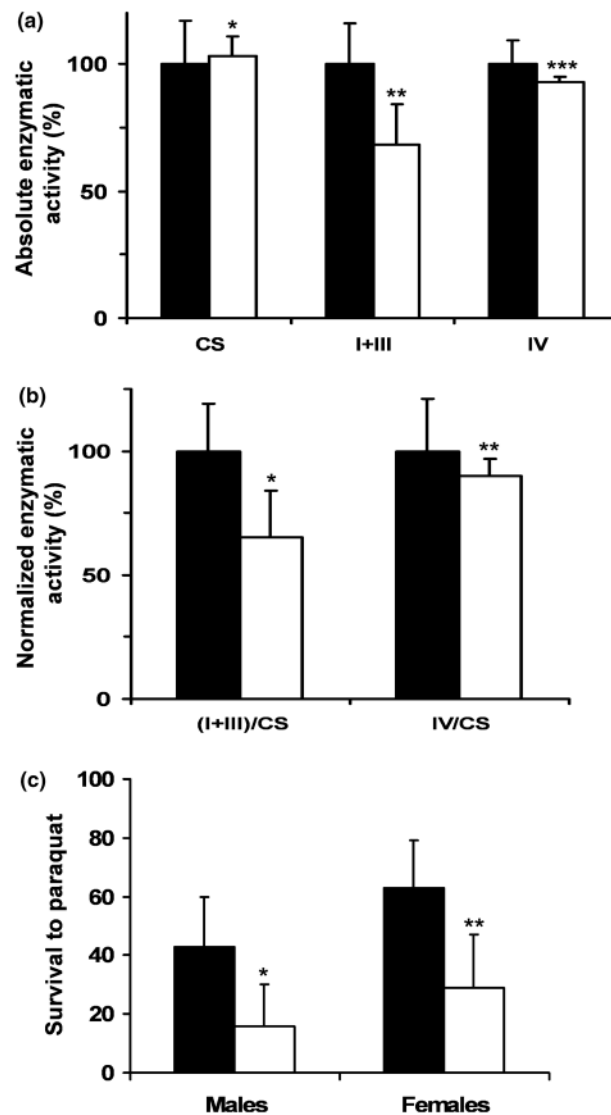 (a)
Absolute enzymatic
activity (%)
100
50
0
*
**
***
CS I+III IV
(b)
Normalized enzymatic
activity (%)
100
50
0
*
**
(I+III)/CS IV/CS
(c)
Survival to paraquat
100
80
60
40
20
0
*
**
Males Females